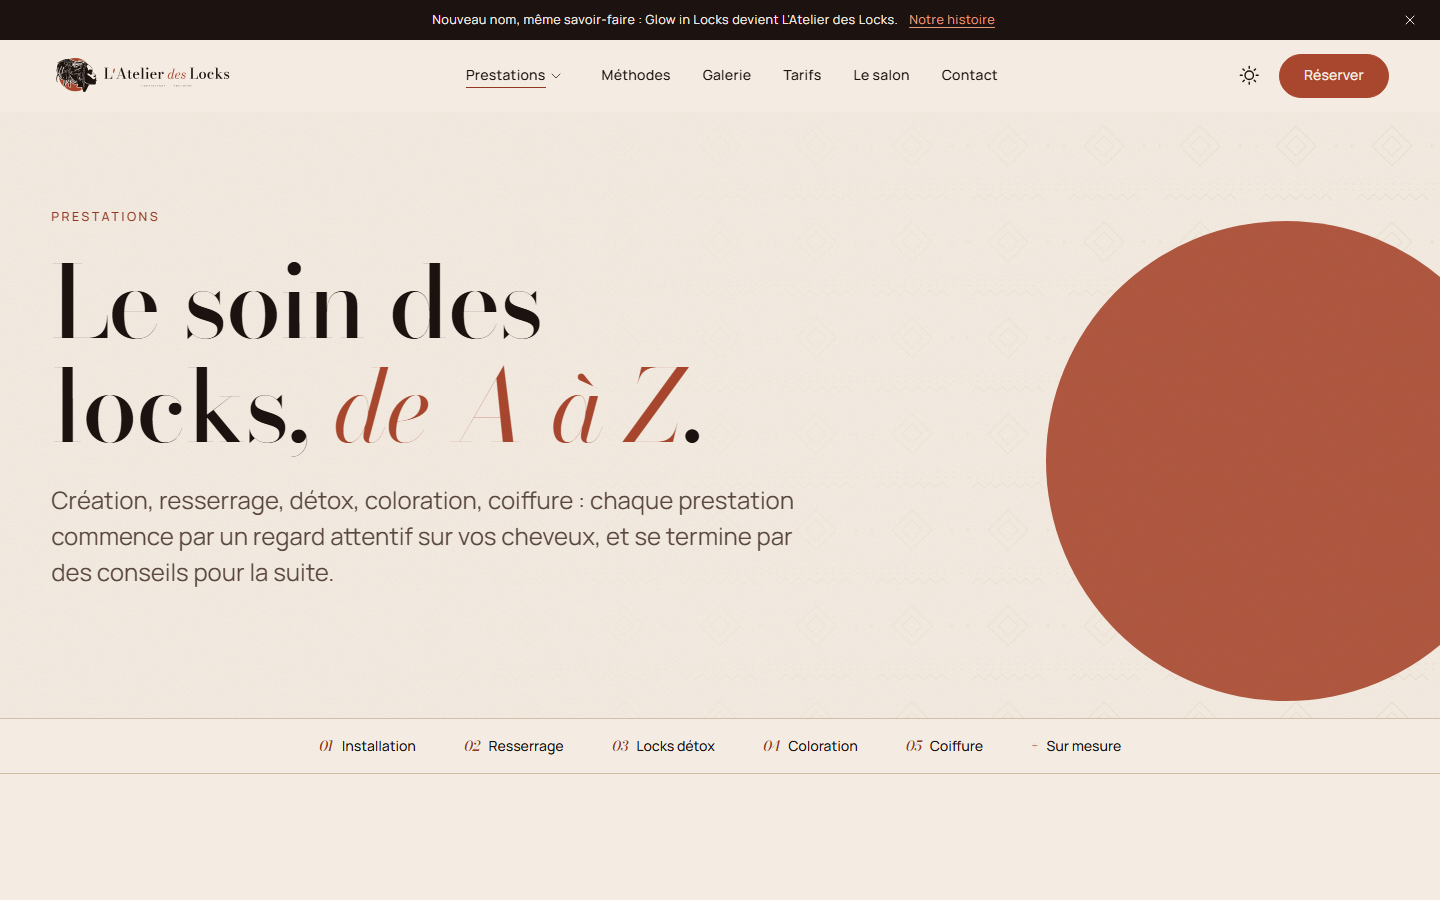 Nouveau nom, même savoir-faire : Glow in Locks devient L'Atelier des Locks. Notre histoire
L'Atelier des Locks
Prestations Méthodes Galerie Tarifs Le salon Contact
Réserver
PRESTATIONS
Le soin des
locks, de A à Z.
Création, resserrage, détox, coloration, coiffure : chaque prestation
commence par un regard attentif sur vos cheveux, et se termine par
des conseils pour la suite.
01 Installation 02 Resserrage 03 Locks détox 04 Coloration 05 Coiffure – Sur mesure